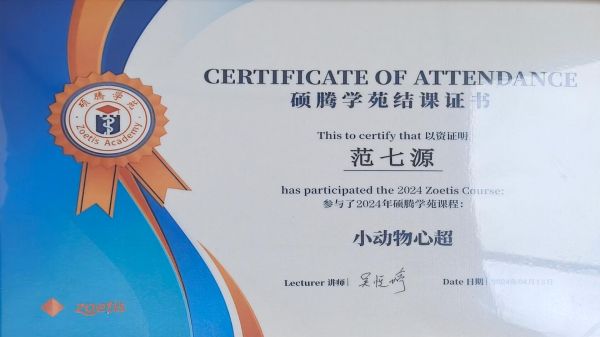 硕腾学苑
Zoetis Academy
CERTIFICATE OF ATTENDANCE
硕腾学苑结课证书
This to certify that 以资证明
范七源
has participated the 2024 Zoetis Course:
参与了2024年硕腾学苑课程:
小动物心超
Lecturer 讲师|
Date 日期|
zoetis